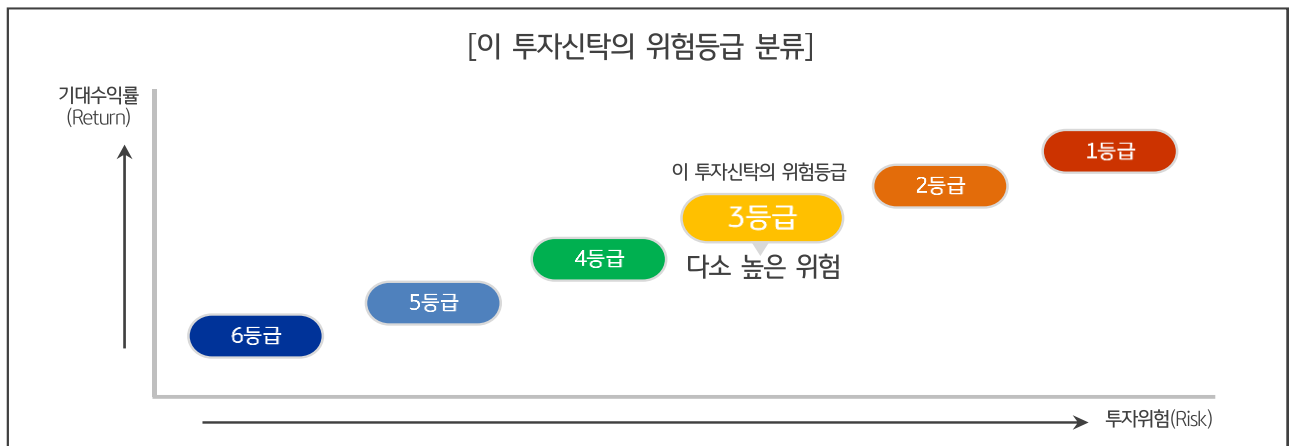 [이 투자신탁의 위험등급 분류]
기대수익률
(Return)
1등급
이 투자신탁의 위험등급
2등급
3등급
다소 높은 위험
4등급
5등급
6등급
투자위험(Risk)